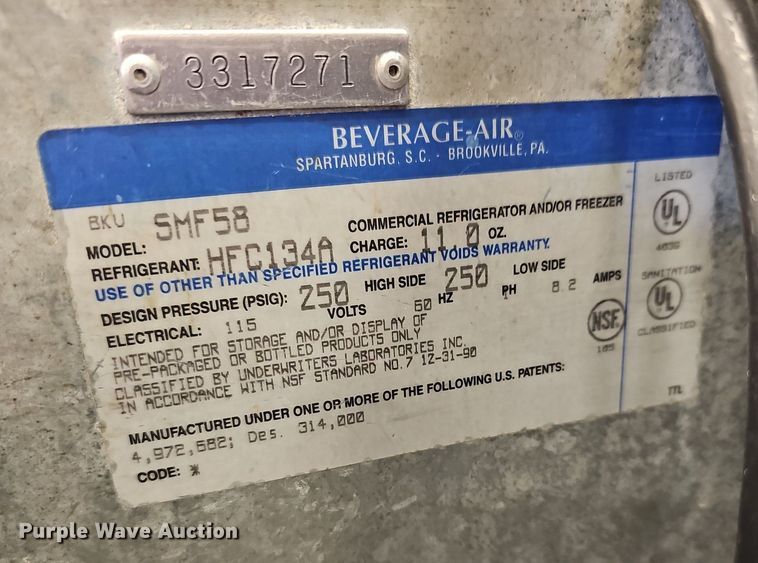 3317271
BEVERAGE-AIR®
SPARTANBURG, S.C. - BROOKVILLE, PA.
BKU SMF58
MODEL:
COMMERCIAL REFRIGERATOR AND/OR FREEZER
REFRIGERANT: HFC134A CHARGE: 11.0 OZ.
USE OF OTHER THAN SPECIFIED REFRIGERANT VOIDS WARRANTY.
DESIGN PRESSURE (PSIG): 250 HIGH SIDE 250 LOW SIDE
ELECTRICAL: 115 VOLTS 60 HZ 1 PH 8.2 AMPS
INTENDED FOR STORAGE AND/OR DISPLAY OF
PRE-PACKAGED OR BOTTLED PRODUCTS ONLY
CLASSIFIED BY UNDERWRITERS LABORATORIES INC.
IN ACCORDANCE WITH NSF STANDARD NO.7 12-31-90
MANUFACTURED UNDER ONE OR MORE OF THE FOLLOWING U.S. PATENTS:
4,972,682; Des. 314,000
CODE: *
LISTED
UL
SANITATION
UL
CLASSIFIED
NSF
TTL
Purple Wave Auction